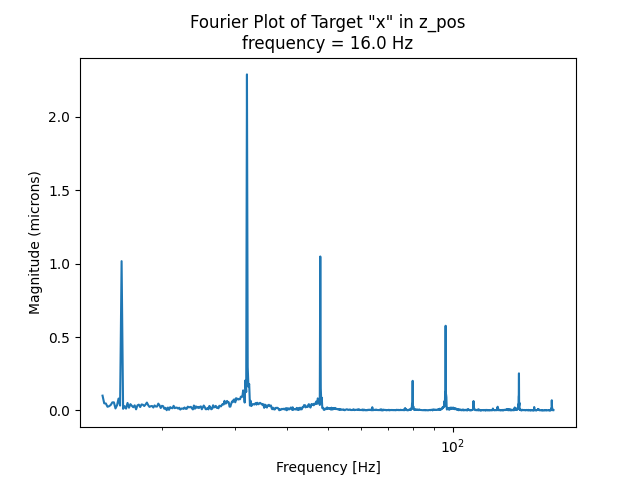 Fourier Plot of Target "x" in z_pos
frequency = 16.0 Hz
Magnitude (microns)
2.0
1.5
1.0
0.5
0.0
10²
Frequency [Hz]